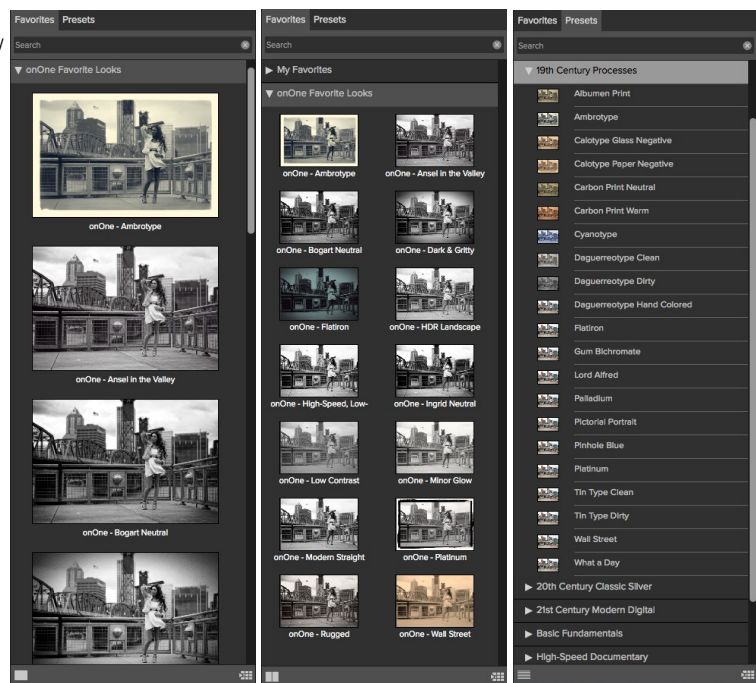 Favorites Presets
Search
onOne Favorite Looks
onOne - Ambrotype
onOne - Ansel in the Valley
onOne - Bogart Neutral
Favorites Presets
Search
My Favorites
onOne Favorite Looks
onOne - Ambrotype onOne - Ansel in the Valley
onOne - Bogart Neutral onOne - Dark & Gritty
onOne - Flatiron onOne - HDR Landscape
onOne - High-Speed, Low- onOne - Ingrid Neutral
onOne - Low Contrast onOne - Minor Glow
onOne - Modern Straight onOne - Platinum
onOne - Rugged onOne - Wall Street
Favorites Presets
Search
19th Century Processes
Albumen Print
Ambrotype
Calotype Glass Negative
Calotype Paper Negative
Carbon Print Neutral
Carbon Print Warm
Cyanotype
Daguerreotype Clean
Daguerreotype Dirty
Daguerreotype Hand Colored
Flatiron
Gum Bichromate
Lord Alfred
Palladium
Pictorial Portrait
Pinhole Blue
Platinum
Tin Type Clean
Tin Type Dirty
Wall Street
What a Day
20th Century Classic Silver
21st Century Modern Digital
Basic Fundamentals
High-Speed Documentary